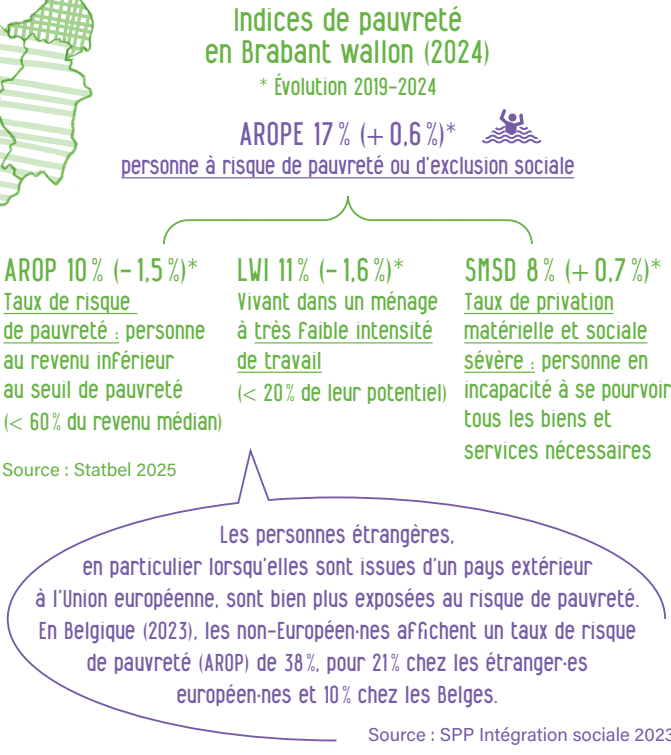 Indices de pauvreté
en Brabant wallon (2024)
* Évolution 2019-2024
AROPE 17 % (+ 0,6 %)*
personne à risque de pauvreté ou d'exclusion sociale
AROP 10 % (- 1,5 %)*
Taux de risque
de pauvreté : personne
au revenu inférieur
au seuil de pauvreté
(< 60 % du revenu médian)
LWI 11 % (- 1,6 %)*
Vivant dans un ménage
à très faible intensité
de travail
(< 20 % de leur potentiel)
SMSD 8 % (+ 0,7 %)*
Taux de privation
matérielle et sociale
sévère : personne en
incapacité à se pourvoir
tous les biens et
services nécessaires
Source : Statbel 2025
Les personnes étrangères,
en particulier lorsqu'elles sont issues d'un pays extérieur
à l'Union européenne, sont bien plus exposées au risque de pauvreté.
En Belgique (2023), les non-Européen·nes affichent un taux de risque
de pauvreté (AROP) de 38 %, pour 21 % chez les étranger·es
européen·nes et 10 % chez les Belges.
Source : SPP Intégration sociale 2023